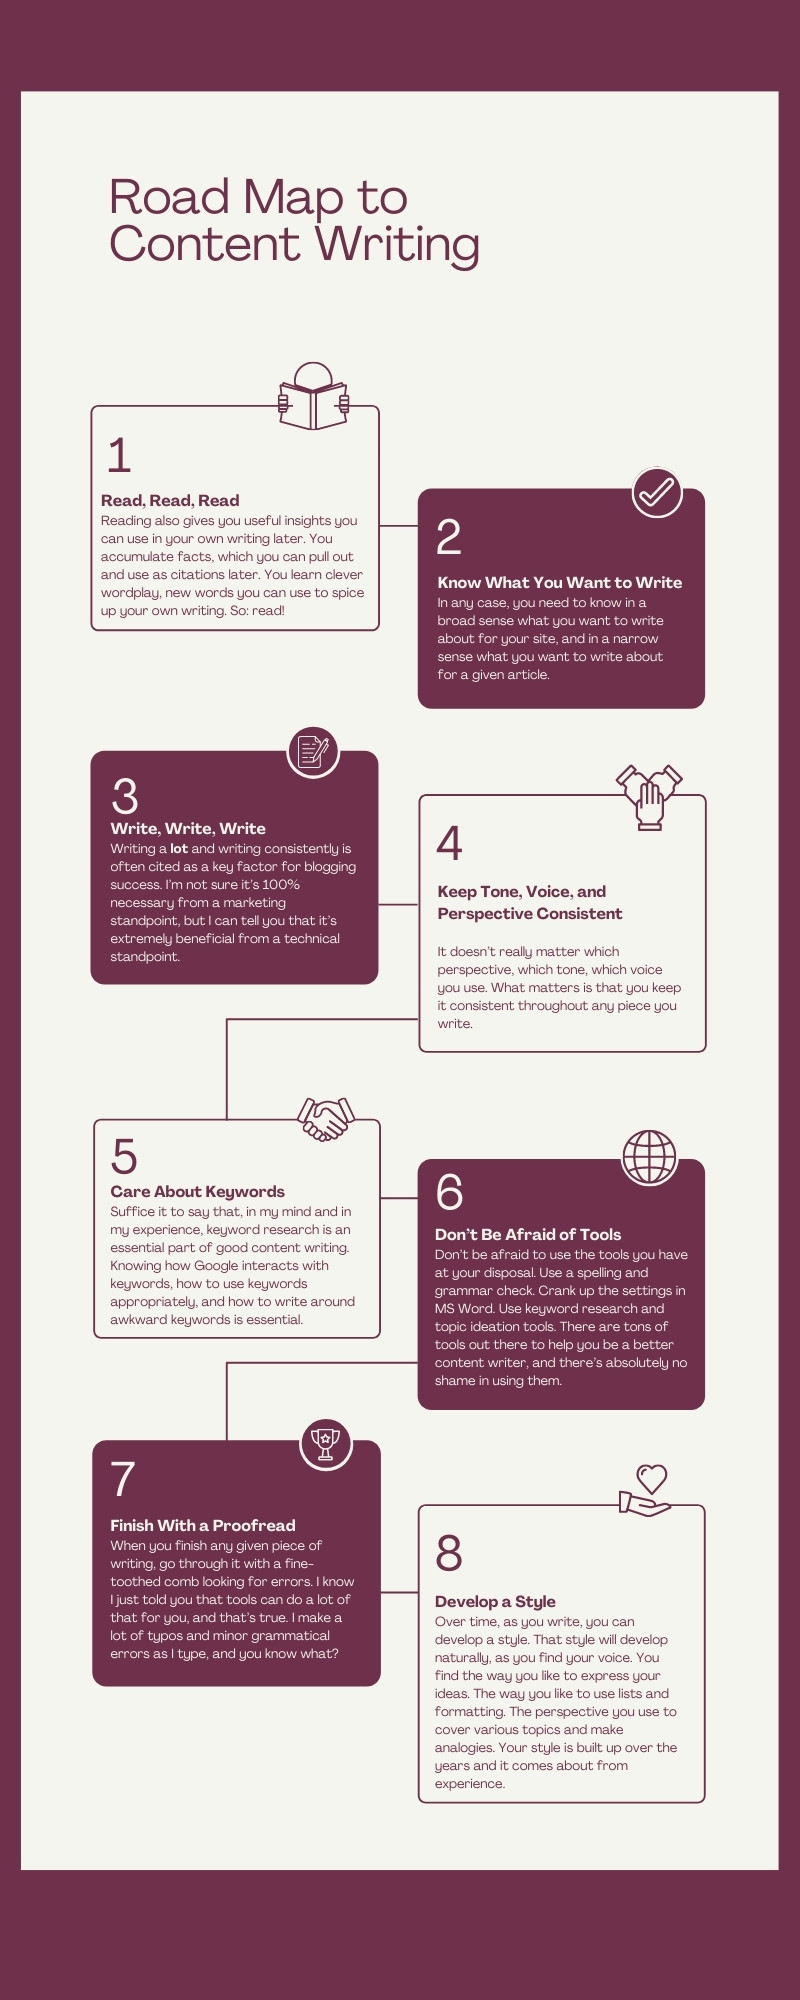 Road Map to
Content Writing
1
Read, Read, Read
Reading also gives you useful insights you
can use in your own writing later. You
accumulate facts, which you can pull out
and use as citations later. You learn clever
wordplay, new words you can use to spice
up your own writing. So: read!
2
Know What You Want to Write
In any case, you need to know in a
broad sense what you want to write
about for your site, and in a narrow
sense what you want to write about
for a given article.
3
Write, Write, Write
Writing a lot and writing consistently is
often cited as a key factor for blogging
success. I'm not sure it's 100%
necessary from a marketing
standpoint, but I can tell you that it's
extremely beneficial from a technical
standpoint.
4
Keep Tone, Voice, and
Perspective Consistent
It doesn't really matter which
perspective, which tone, which voice
you use. What matters is that you keep
it consistent throughout any piece you
write.
5
Care About Keywords
Suffice it to say that, in my mind and in
my experience, keyword research is an
essential part of good content writing.
Knowing how Google interacts with
keywords, how to use keywords
appropriately, and how to write around
awkward keywords is essential.
6
Don't Be Afraid of Tools
Don't be afraid to use the tools you have
at your disposal. Use a spelling and
grammar check. Crank up the settings in
MS Word. Use keyword research and
topic ideation tools. There are tons of
tools out there to help you be a better
content writer, and there's absolutely no
shame in using them.
7
Finish With a Proofread
When you finish any given piece of
writing, go through it with a fine-
toothed comb looking for errors. I know
I just told you that tools can do a lot of
that for you, and that's true. I make a
lot of typos and minor grammatical
errors as I type, and you know what?
8
Develop a Style
Over time, as you write, you can
develop a style. That style will develop
naturally, as you find your voice. You
find the way you like to express your
ideas. The way you like to use lists and
formatting. The perspective you use to
cover various topics and make
analogies. Your style is built up over the
years and it comes about from
experience.